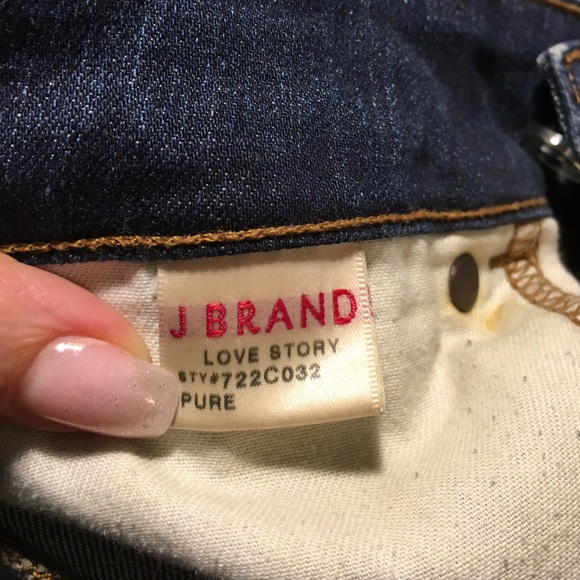 J BRAND
LOVE STORY
STY#722C032
PURE